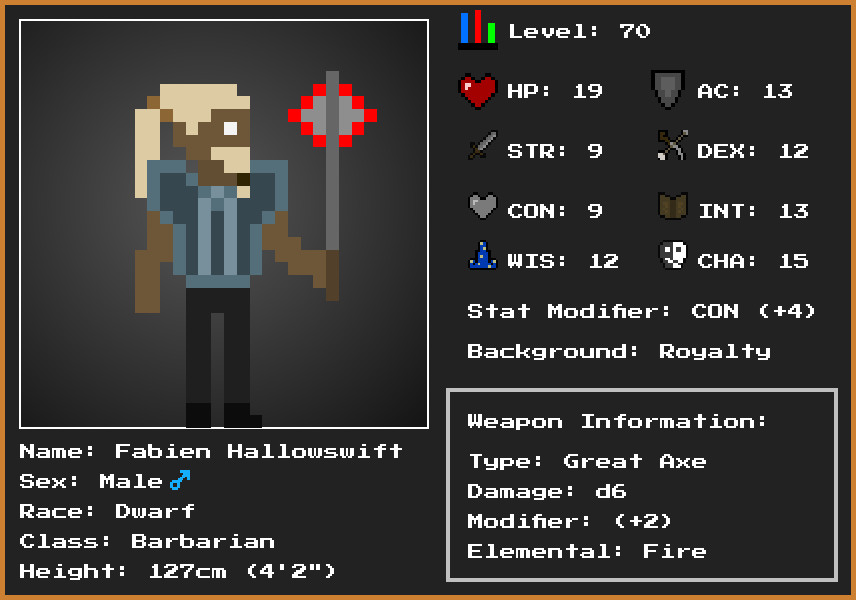 Level: 70
HP: 19
AC: 13
STR: 9
DEX: 12
CON: 9
INT: 13
WIS: 12
CHA: 15
Stat Modifier: CON (+4)
Background: Royalty
Weapon Information:
Type: Great Axe
Damage: d6
Modifier: (+2)
Elemental: Fire
Name: Fabien Hallowswift
Sex: Male ♂
Race: Dwarf
Class: Barbarian
Height: 127cm (4'2")